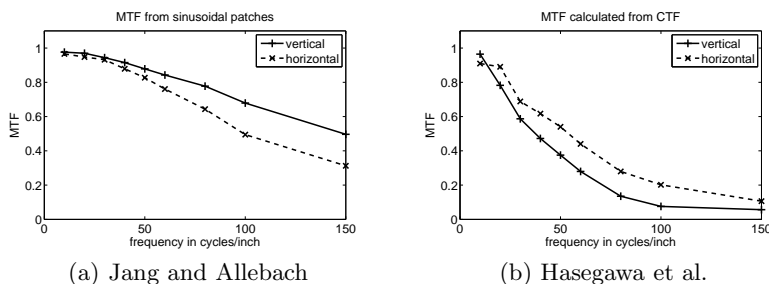 MTF from sinusoidal patches
1
0.8
0.6
0.4
0.2
0
MTF
vertical
horizontal
0 50 100 150
frequency in cycles/inch
(a) Jang and Allebach
MTF calculated from CTF
1
0.8
0.6
0.4
0.2
0
MTF
vertical
horizontal
0 50 100 150
frequency in cycles/inch
(b) Hasegawa et al.